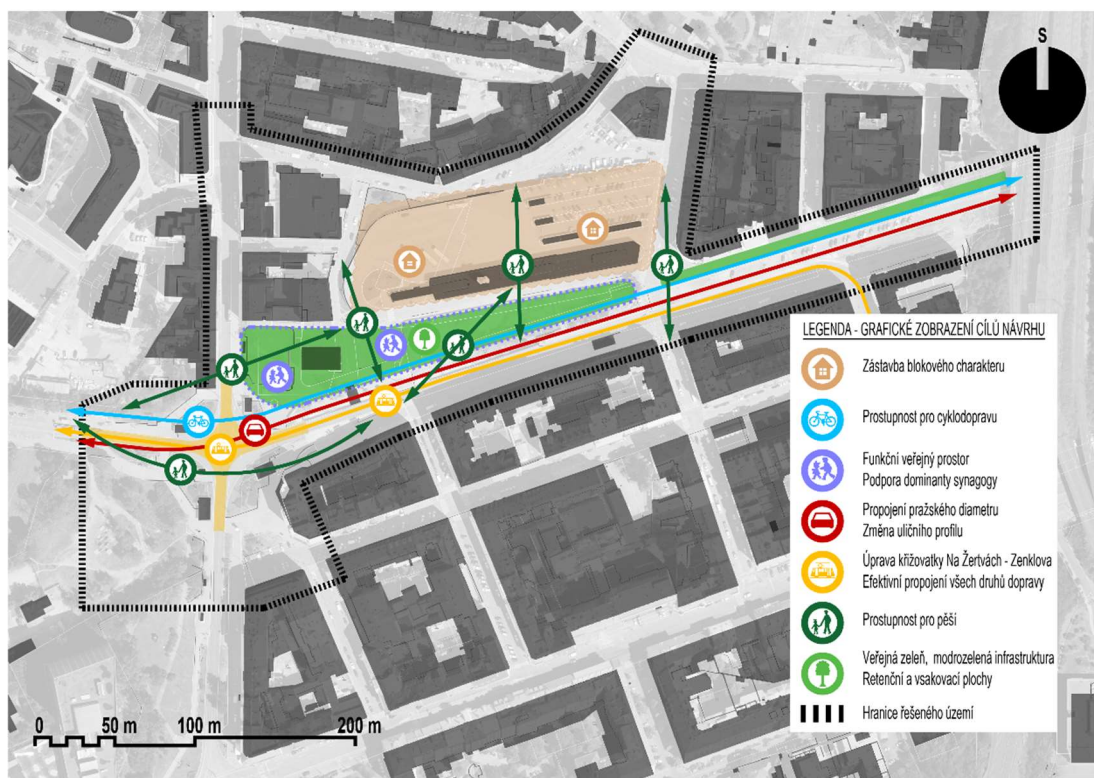 S
LEGENDA - GRAFICKÉ ZOBRAZENÍ CÍLŮ NÁVRHU
Zástavba blokového charakteru
Prostupnost pro cyklodopravu
Funkční veřejný prostor
Podpora dominanty synagogy
Propojení pražského diametru
Změna uličního profilu
Úprava křižovatky Na Žertvách - Zenklova
Efektivní propojení všech druhů dopravy
Prostupnost pro pěší
Veřejná zeleň, modrozelená infrastruktura
Retenční a vsakovací plochy
Hranice řešeného území
0 50 m 100 m 200 m